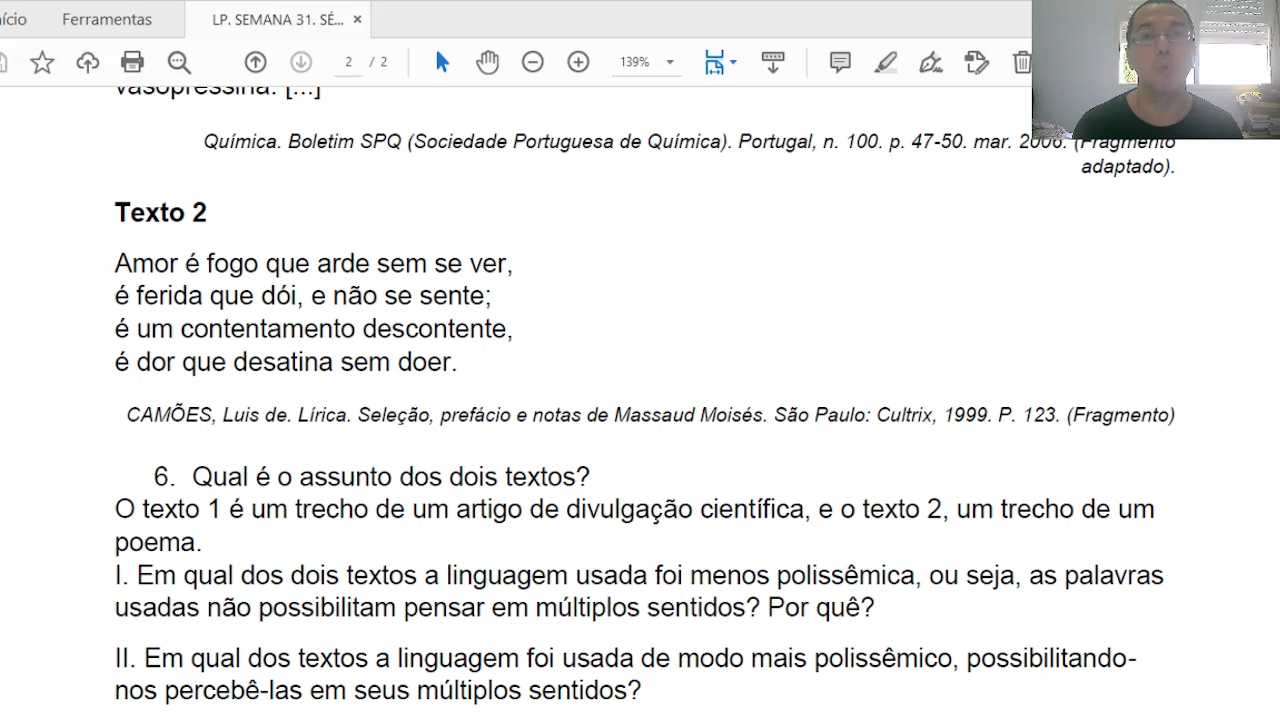 nício Ferramentas LP. SEMANA 31. SÉ... ×
2 / 2 139%
vasopressina. [...]
Química. Boletim SPQ (Sociedade Portuguesa de Química). Portugal, n. 100. p. 47-50. mar. 2006. (Fragmento
adaptado).
Texto 2
Amor é fogo que arde sem se ver,
é ferida que dói, e não se sente;
é um contentamento descontente,
é dor que desatina sem doer.
CAMÕES, Luis de. Lírica. Seleção, prefácio e notas de Massaud Moisés. São Paulo: Cultrix, 1999. P. 123. (Fragmento)
6. Qual é o assunto dos dois textos?
O texto 1 é um trecho de um artigo de divulgação científica, e o texto 2, um trecho de um
poema.
I. Em qual dos dois textos a linguagem usada foi menos polissêmica, ou seja, as palavras
usadas não possibilitam pensar em múltiplos sentidos? Por quê?
II. Em qual dos textos a linguagem foi usada de modo mais polissêmico, possibilitando-
nos percebê-las em seus múltiplos sentidos?